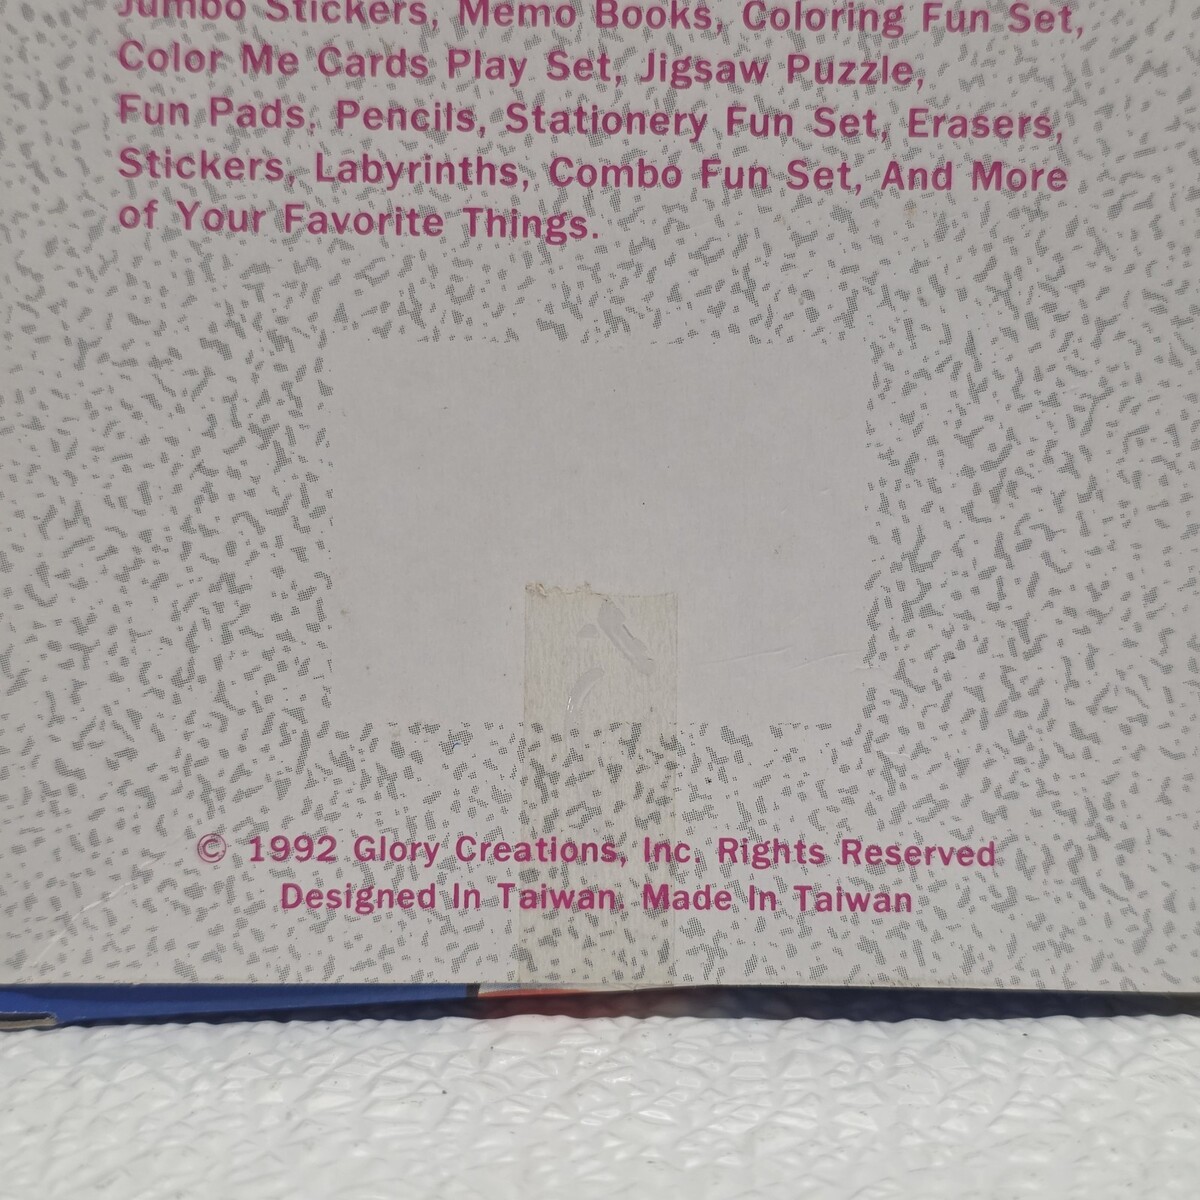 Jumbo Stickers, Memo Books, Coloring Fun Set,
Color Me Cards Play Set, Jigsaw Puzzle,
Fun Pads, Pencils, Stationery Fun Set, Erasers,
Stickers, Labyrinths, Combo Fun Set, And More
of Your Favorite Things.
© 1992 Glory Creations, Inc. Rights Reserved
Designed In Taiwan. Made In Taiwan